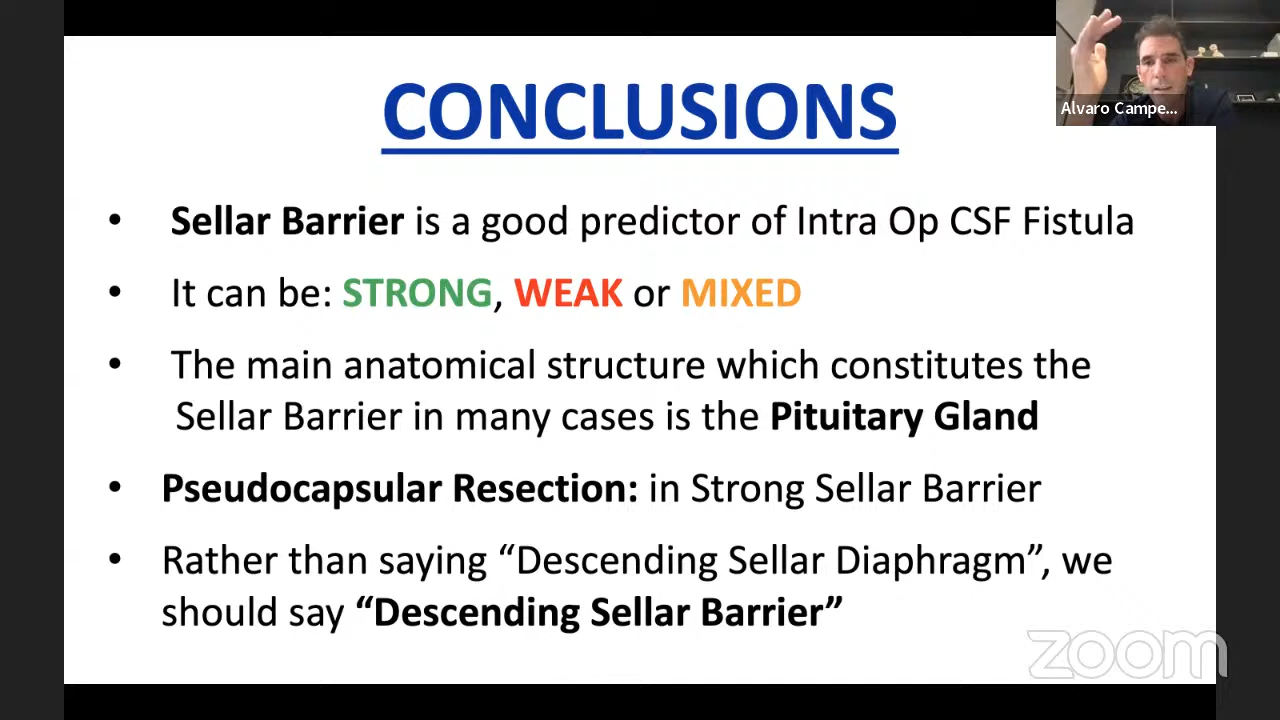 CONCLUSIONS
Alvaro Campe...
• Sellar Barrier is a good predictor of Intra Op CSF Fistula
• It can be: STRONG, WEAK or MIXED
• The main anatomical structure which constitutes the
Sellar Barrier in many cases is the Pituitary Gland
• Pseudocapsular Resection: in Strong Sellar Barrier
• Rather than saying “Descending Sellar Diaphragm”, we
should say “Descending Sellar Barrier”
zoom